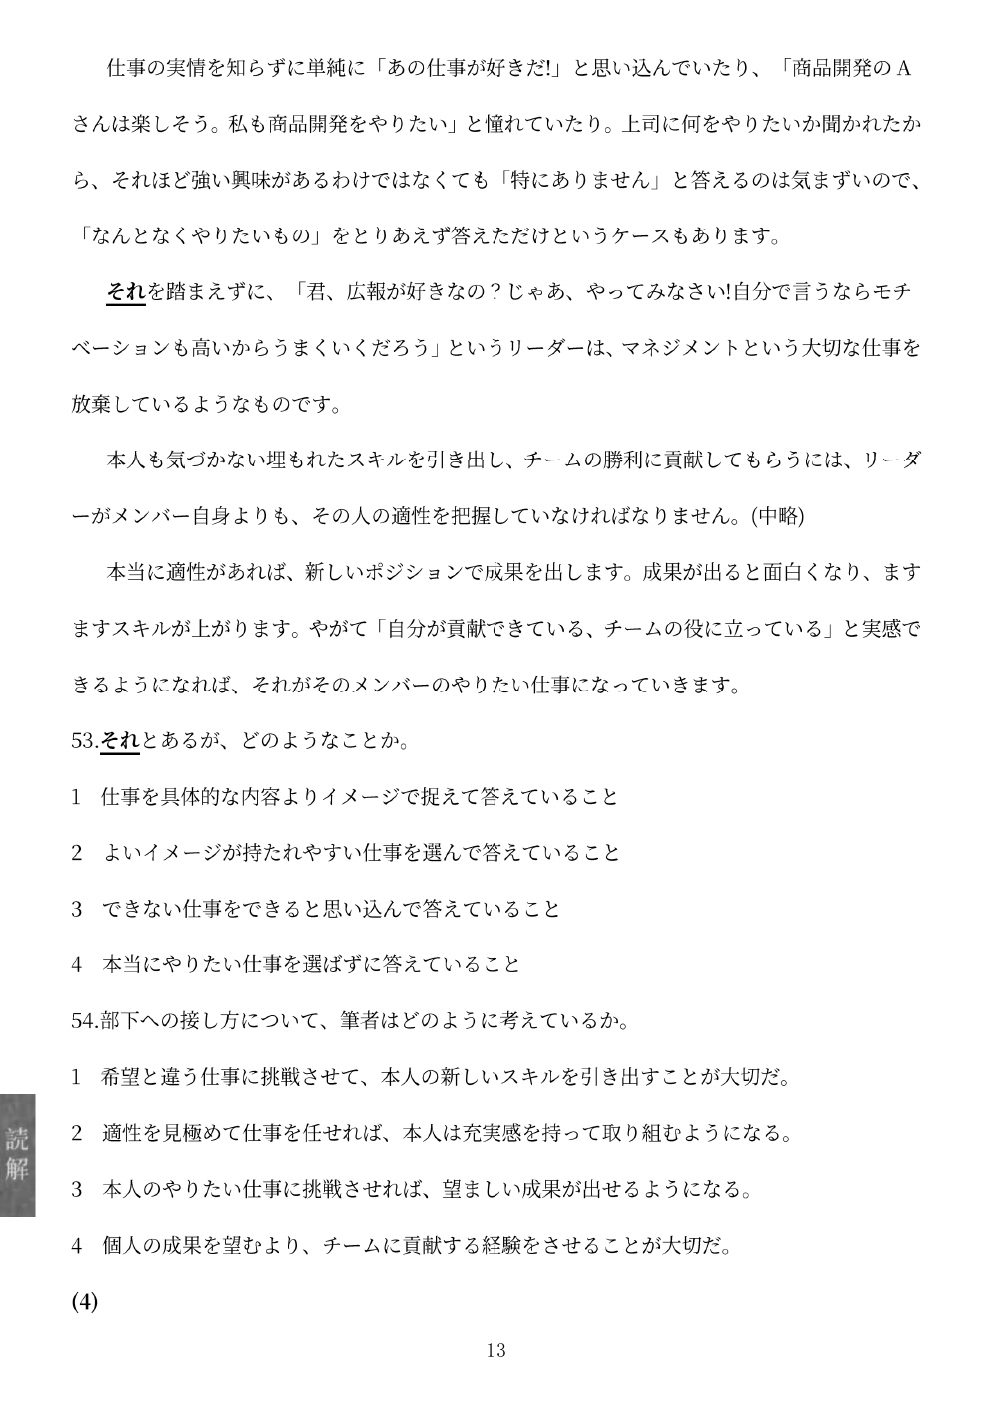 仕事の実情を知らずに単純に「あの仕事が好きだ!」と思い込んでいたり、「商品開発の A
さんは楽しそう。私も商品開発をやりたい」と憧れていたり。上司に何をやりたいか聞かれたか
ら、それほど強い興味があるわけではなくても「特にありません」と答えるのは気まずいので、
「なんとなくやりたいもの」をとりあえず答えただけというケースもあります。
それを踏まえずに、「君、広報が好きなの？じゃあ、やってみなさい!自分で言うならモチ
ベーションも高いからうまくいくだろう」というリーダーは、マネジメントという大切な仕事を
放棄しているようなものです。
本人も気づかない埋もれたスキルを引き出し、チームの勝利に貢献してもらうには、リーダ
ーがメンバー自身よりも、その人の適性を把握していなければなりません。(中略)
本当に適性があれば、新しいポジションで成果を出します。成果が出ると面白くなり、ます
ますスキルが上がります。やがて「自分が貢献できている、チームの役に立っている」と実感で
きるようになれば、それがそのメンバーのやりたい仕事になっていきます。
53.それとあるが、どのようなことか。
1 仕事を具体的な内容よりイメージで捉えて答えていること
2 よいイメージが持たれやすい仕事を選んで答えていること
3 できない仕事をできると思い込んで答えていること
4 本当にやりたい仕事を選ばずに答えていること
54.部下への接し方について、筆者はどのように考えているか。
1 希望と違う仕事に挑戦させて、本人の新しいスキルを引き出すことが大切だ。
2 適性を見極めて仕事を任せれば、本人は充実感を持って取り組むようになる。
3 本人のやりたい仕事に挑戦させれば、望ましい成果が出せるようになる。
4 個人の成果を望むより、チームに貢献する経験をさせることが大切だ。
読解
(4)
13